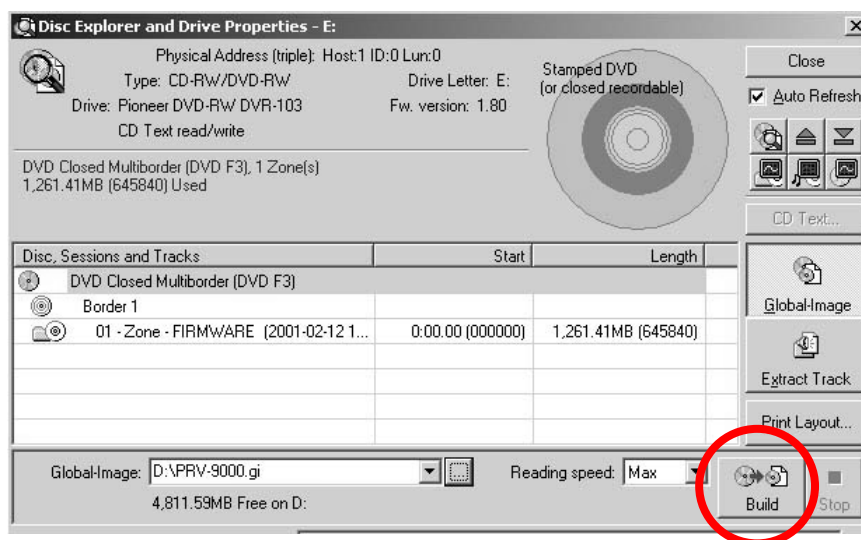 Disc Explorer and Drive Properties - E:
Physical Address (triple): Host:1 ID:0 Lun:0
Type: CD-RW/DVD-RW
Drive Letter: E:
Drive: Pioneer DVD-RW DVR-103
Fw. version: 1.80
CD Text read/write
Stamped DVD
(or closed recordable)
DVD Closed Multiborder (DVD F3), 1 Zone(s)
1,261.41MB (645840) Used
Close
Auto Refresh
CD Text...
Disc, Sessions and Tracks Start Length
DVD Closed Multiborder (DVD F3)
Border 1
01 - Zone - FIRMWARE (2001-02-12 1... 0:00.00 (000000) 1,261.41MB (645840)
Global-Image
Extract Track
Print Layout...
Global-Image: D:\PRV-9000.gi
Reading speed: Max
4,811.59MB Free on D:
Build
Stop